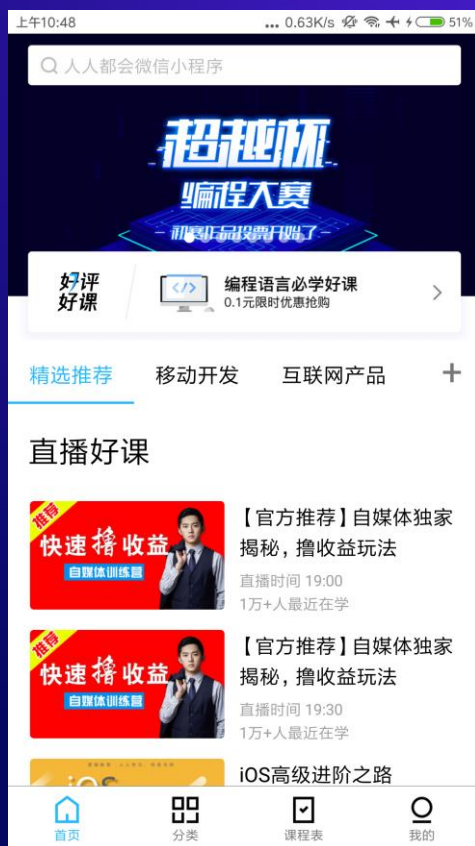 上午10:48
... 0.63K/s
51%
人人都会微信小程序
超越杯
编程大赛
- 初赛作品投票开始了 -
好评
好课
</>
编程语言必学好课
0.1元限时优惠抢购
精选推荐
移动开发
互联网产品
+
直播好课
推荐
快速撸收益
自媒体训练营
【官方推荐】自媒体独家
揭秘，撸收益玩法
直播时间 19:00
1万+人最近在学
推荐
快速撸收益
自媒体训练营
【官方推荐】自媒体独家
揭秘，撸收益玩法
直播时间 19:30
1万+人最近在学
iOS
iOS高级进阶之路
首页
分类
课程表
我的